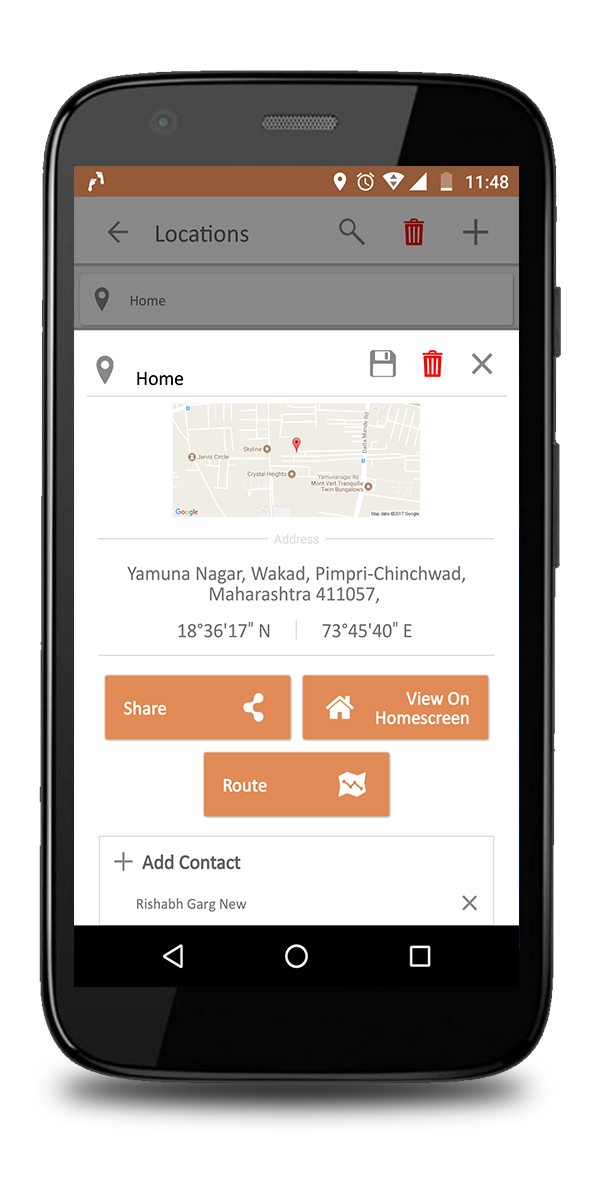 11:48
Locations
Home
Home
Datta Mandir Rd
Skyline
Jarvis Circle
Crystal Heights
Yamunanagar Rd
Mont Vert Tranquille
Twin Bungalows
Google
Map data ©2017 Google
Address
Yamuna Nagar, Wakad, Pimpri-Chinchwad,
Maharashtra 411057,
18°36'17" N
73°45'40" E
Share
View On
Homescreen
Route
Add Contact
Rishabh Garg New